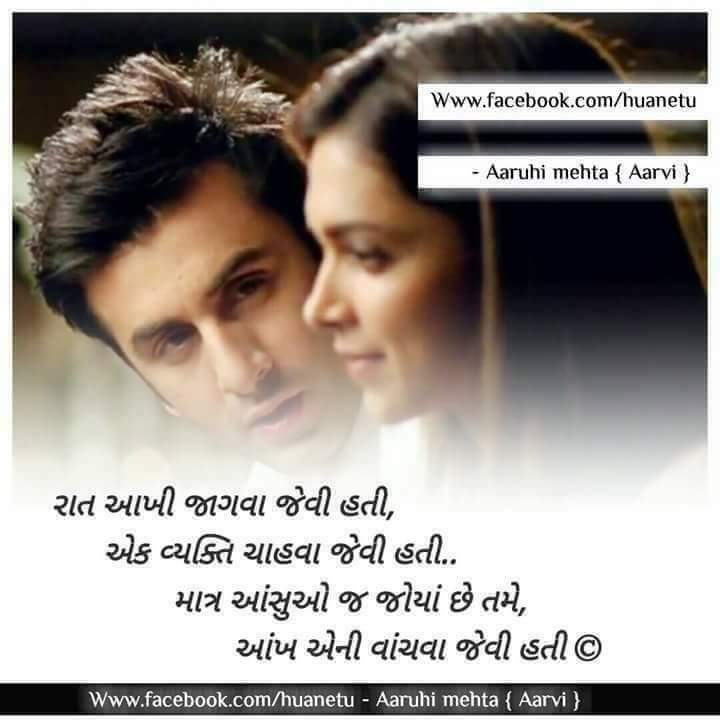 Www.facebook.com/huanetu
- Aaruhi mehta { Aarvi }
રાત આખી જાગવા જેવી હતી,
એક વ્યક્તિ ચાહવા જેવી હતી..
માત્ર આંસુઓ જ જોયાં છે તમે,
આંખ એની વાંચવા જેવી હતી ©
Www.facebook.com/huanetu - Aaruhi mehta { Aarvi }